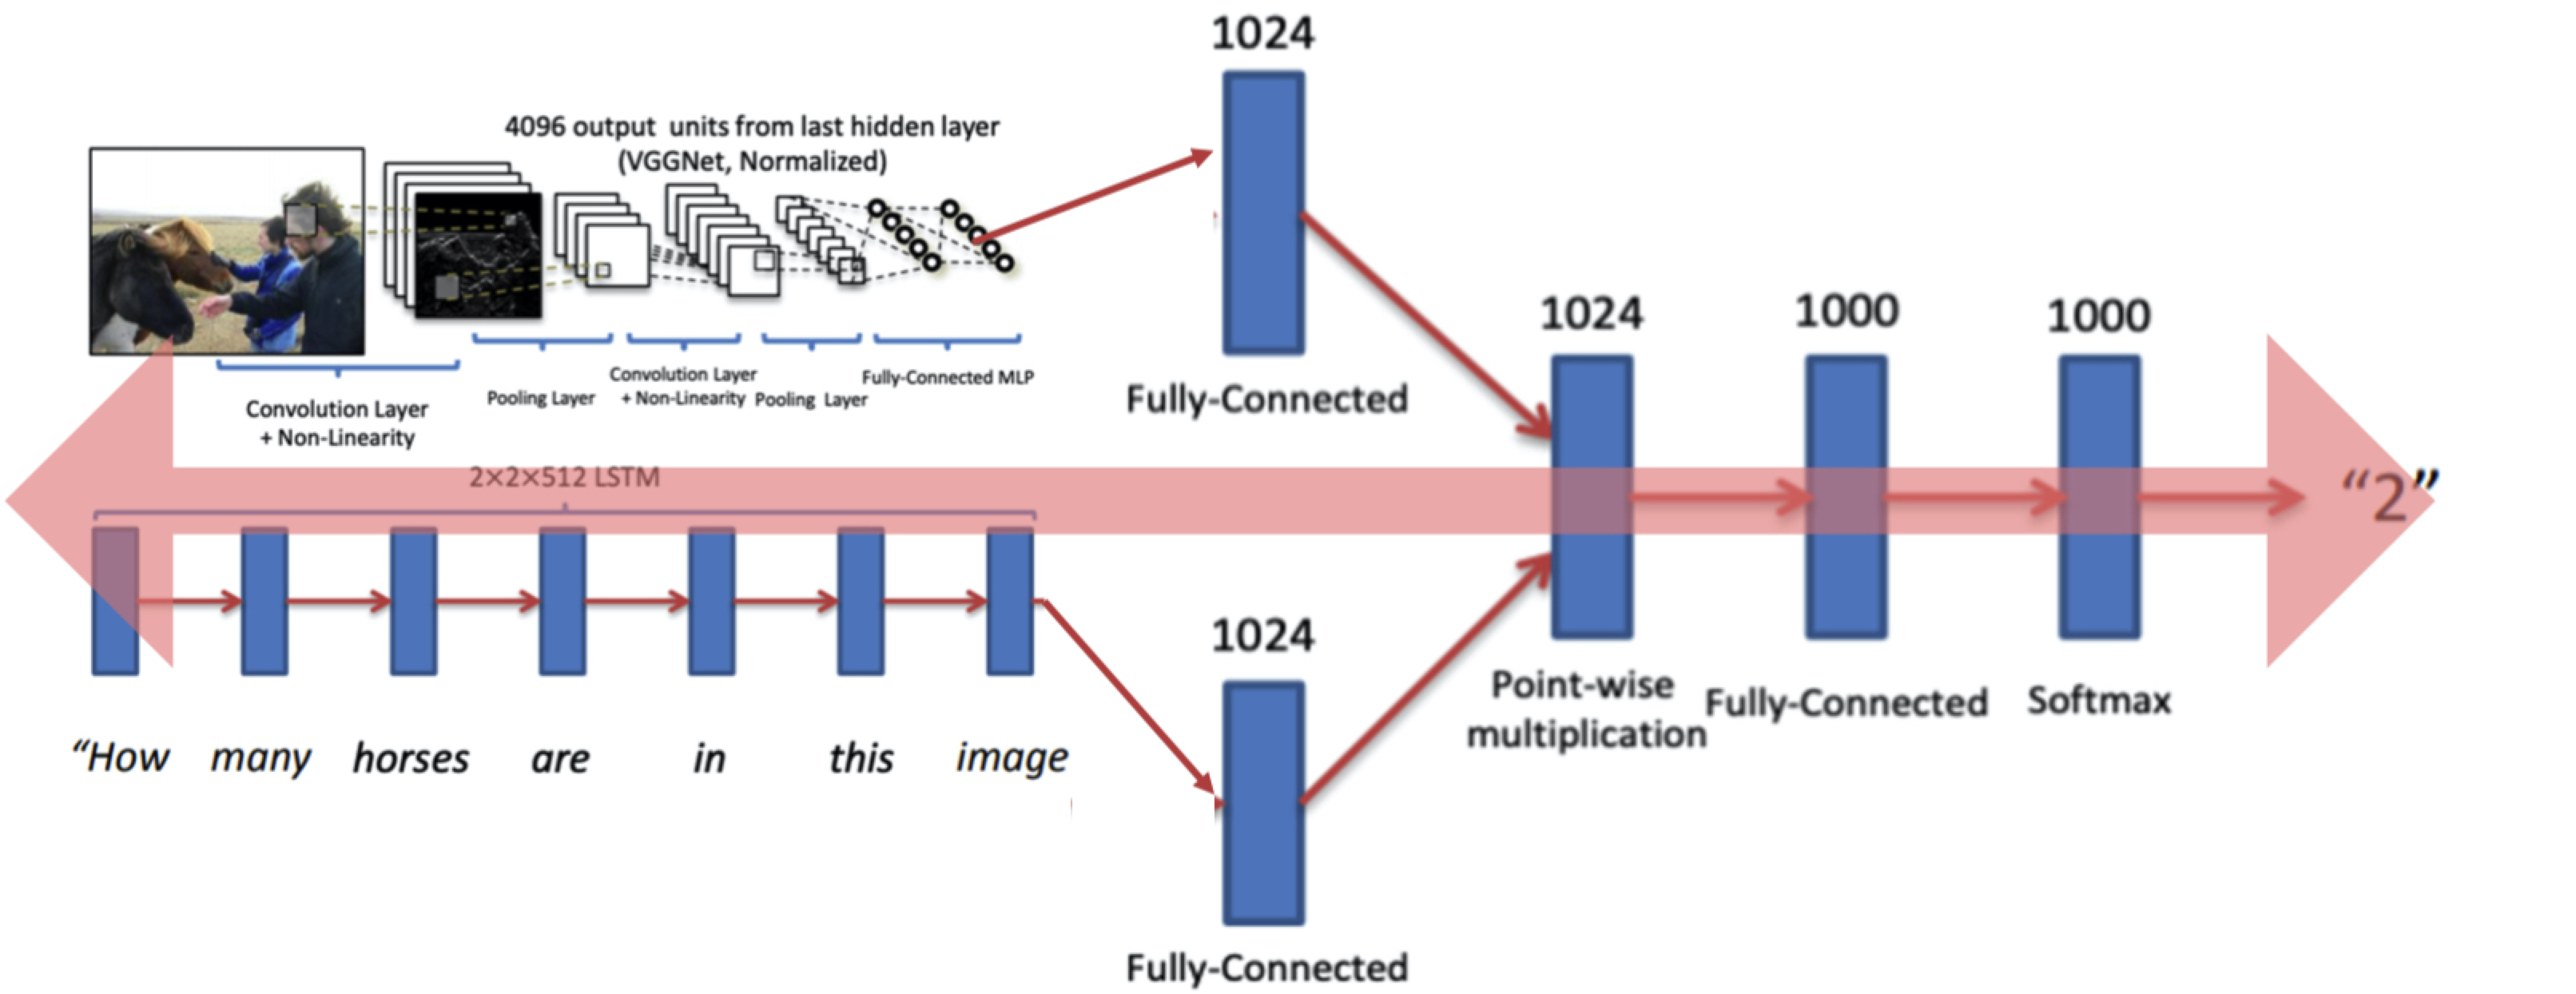 1024
4096 output units from last hidden layer
(VGGNet, Normalized)
Convolution Layer
+ Non-Linearity
Pooling Layer
Convolution Layer
+ Non-Linearity
Pooling Layer
Fully-Connected MLP
Fully-Connected
2×2×512 LSTM
“How many horses are in this image
1024
Fully-Connected
1024
Point-wise
multiplication
1000
Fully-Connected
1000
Softmax
“2”